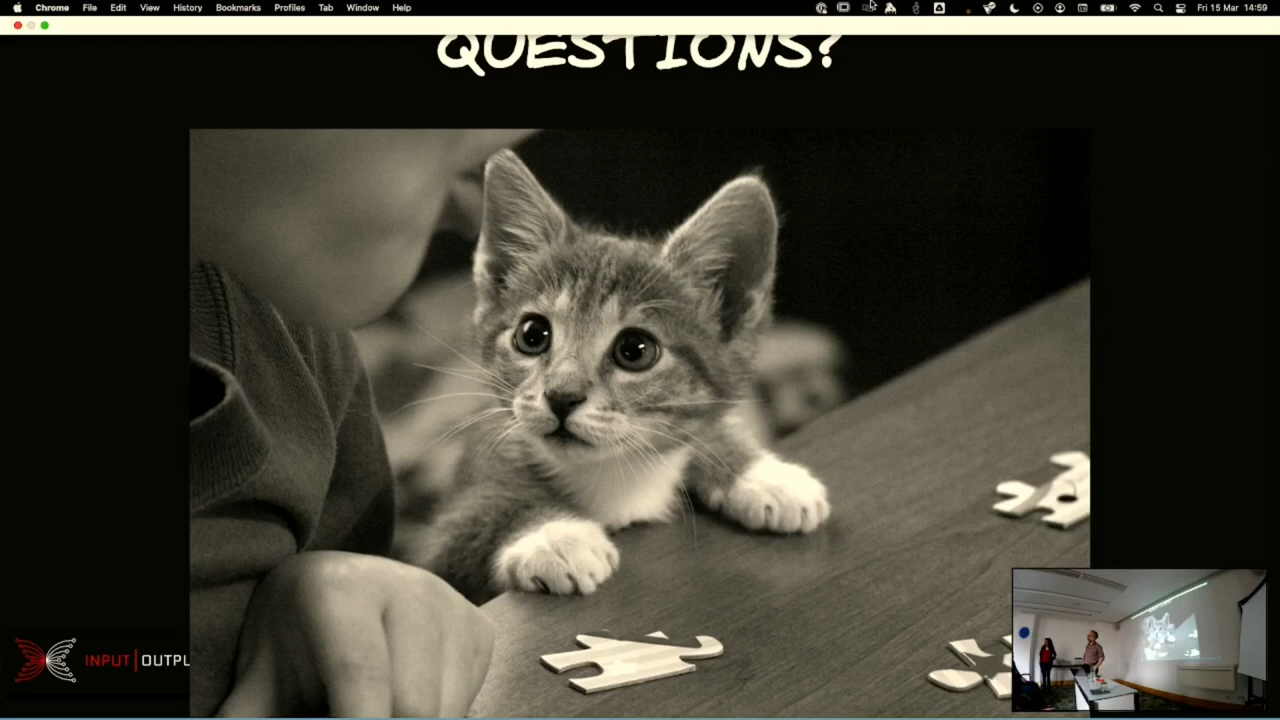 Chrome File Edit View History Bookmarks Profiles Tab Window Help Fri 15 Mar 14:59
QUESTIONS?
INPUT|OUTPU